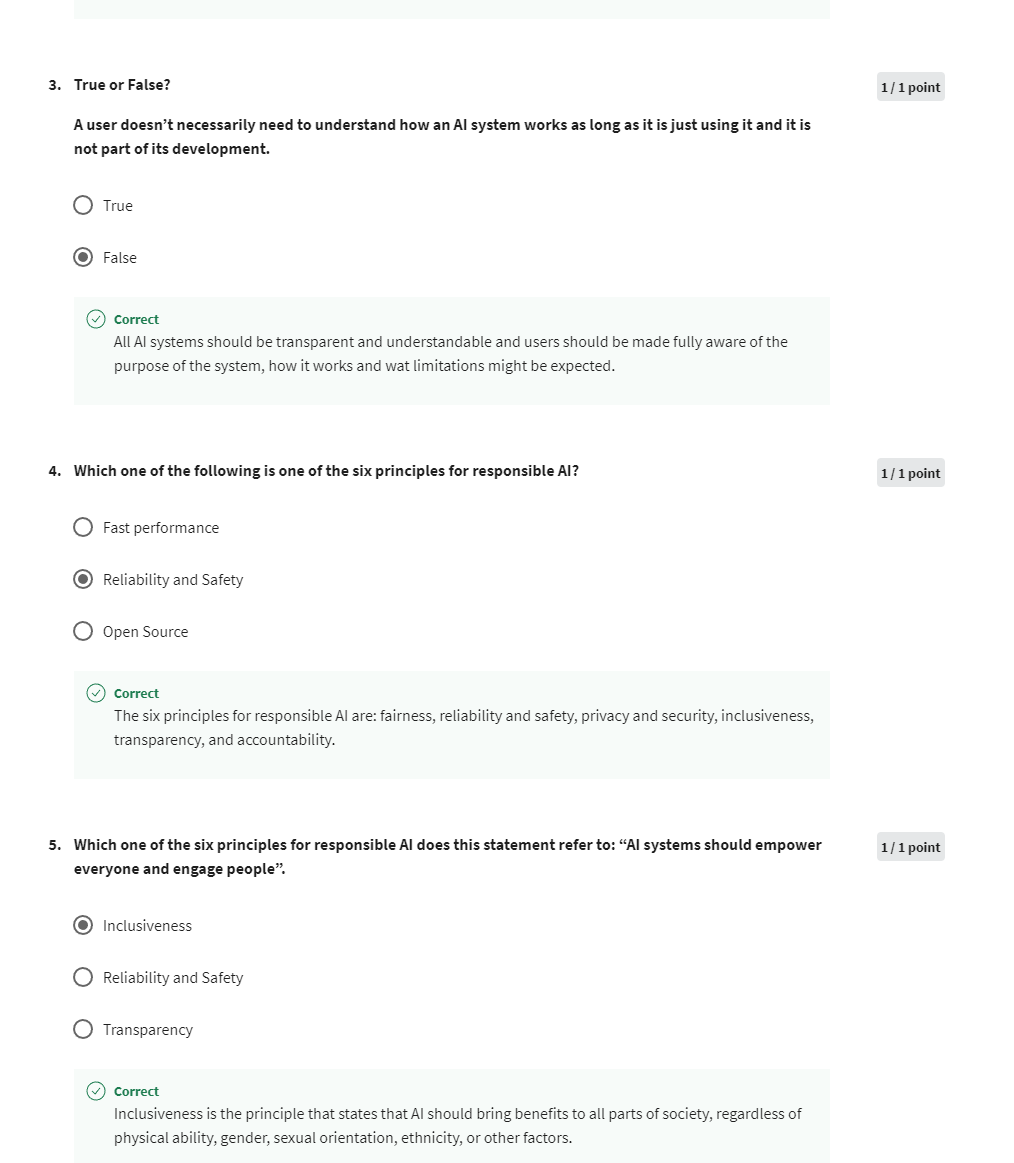 3. True or False?
1 / 1 point
A user doesn’t necessarily need to understand how an AI system works as long as it is just using it and it is
not part of its development.
True
False
Correct
All AI systems should be transparent and understandable and users should be made fully aware of the
purpose of the system, how it works and wat limitations might be expected.
4. Which one of the following is one of the six principles for responsible AI?
1 / 1 point
Fast performance
Reliability and Safety
Open Source
Correct
The six principles for responsible AI are: fairness, reliability and safety, privacy and security, inclusiveness,
transparency, and accountability.
5. Which one of the six principles for responsible AI does this statement refer to: “AI systems should empower
1 / 1 point
everyone and engage people”.
Inclusiveness
Reliability and Safety
Transparency
Correct
Inclusiveness is the principle that states that AI should bring benefits to all parts of society, regardless of
physical ability, gender, sexual orientation, ethnicity, or other factors.